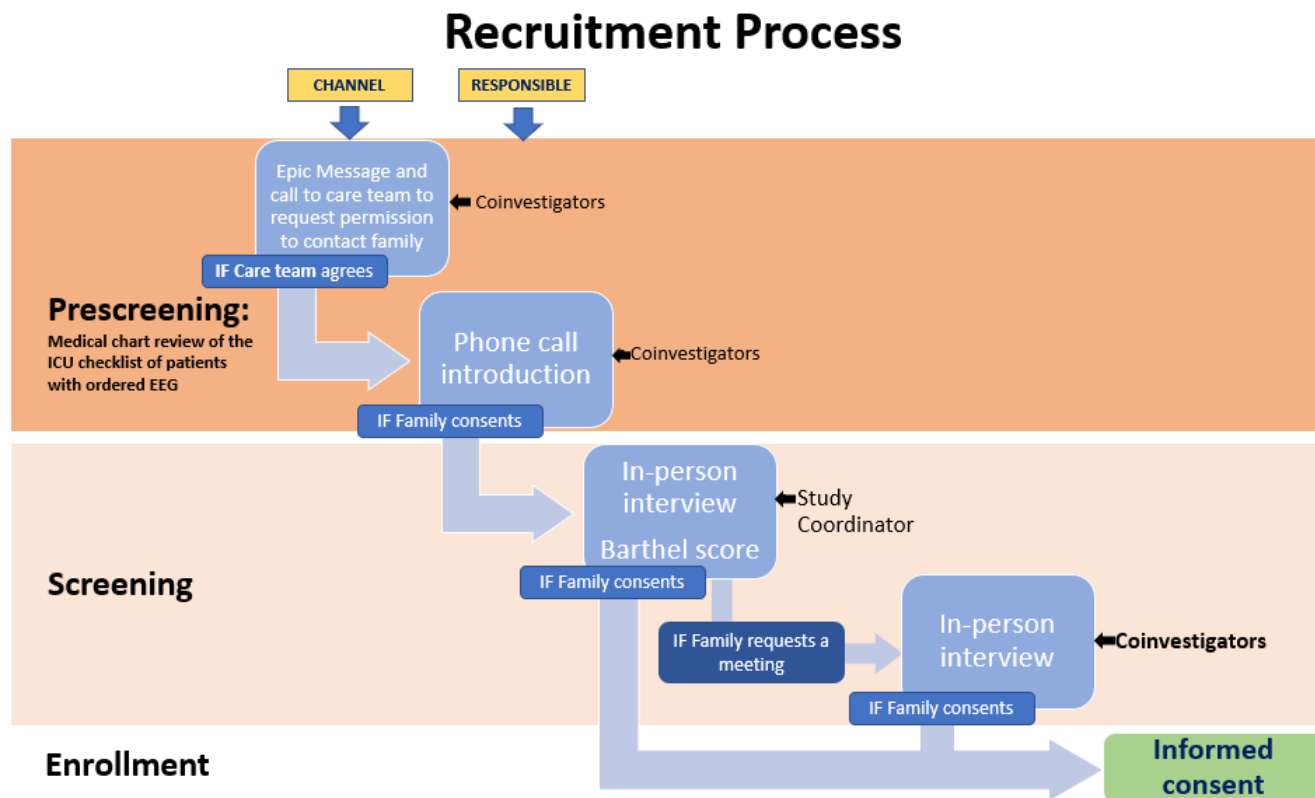 Recruitment Process
CHANNEL
RESPONSIBLE
Epic Message and
call to care team to
request permission
to contact family
Coinvestigators
IF Care team agrees
Prescreening:
Medical chart review of the
ICU checklist of patients
with ordered EEG
Phone call
introduction
Coinvestigators
IF Family consents
In-person
interview
Barthel score
Study
Coordinator
IF Family consents
Screening
IF Family requests a
meeting
In-person
interview
Coinvestigators
IF Family consents
Enrollment
Informed
consent